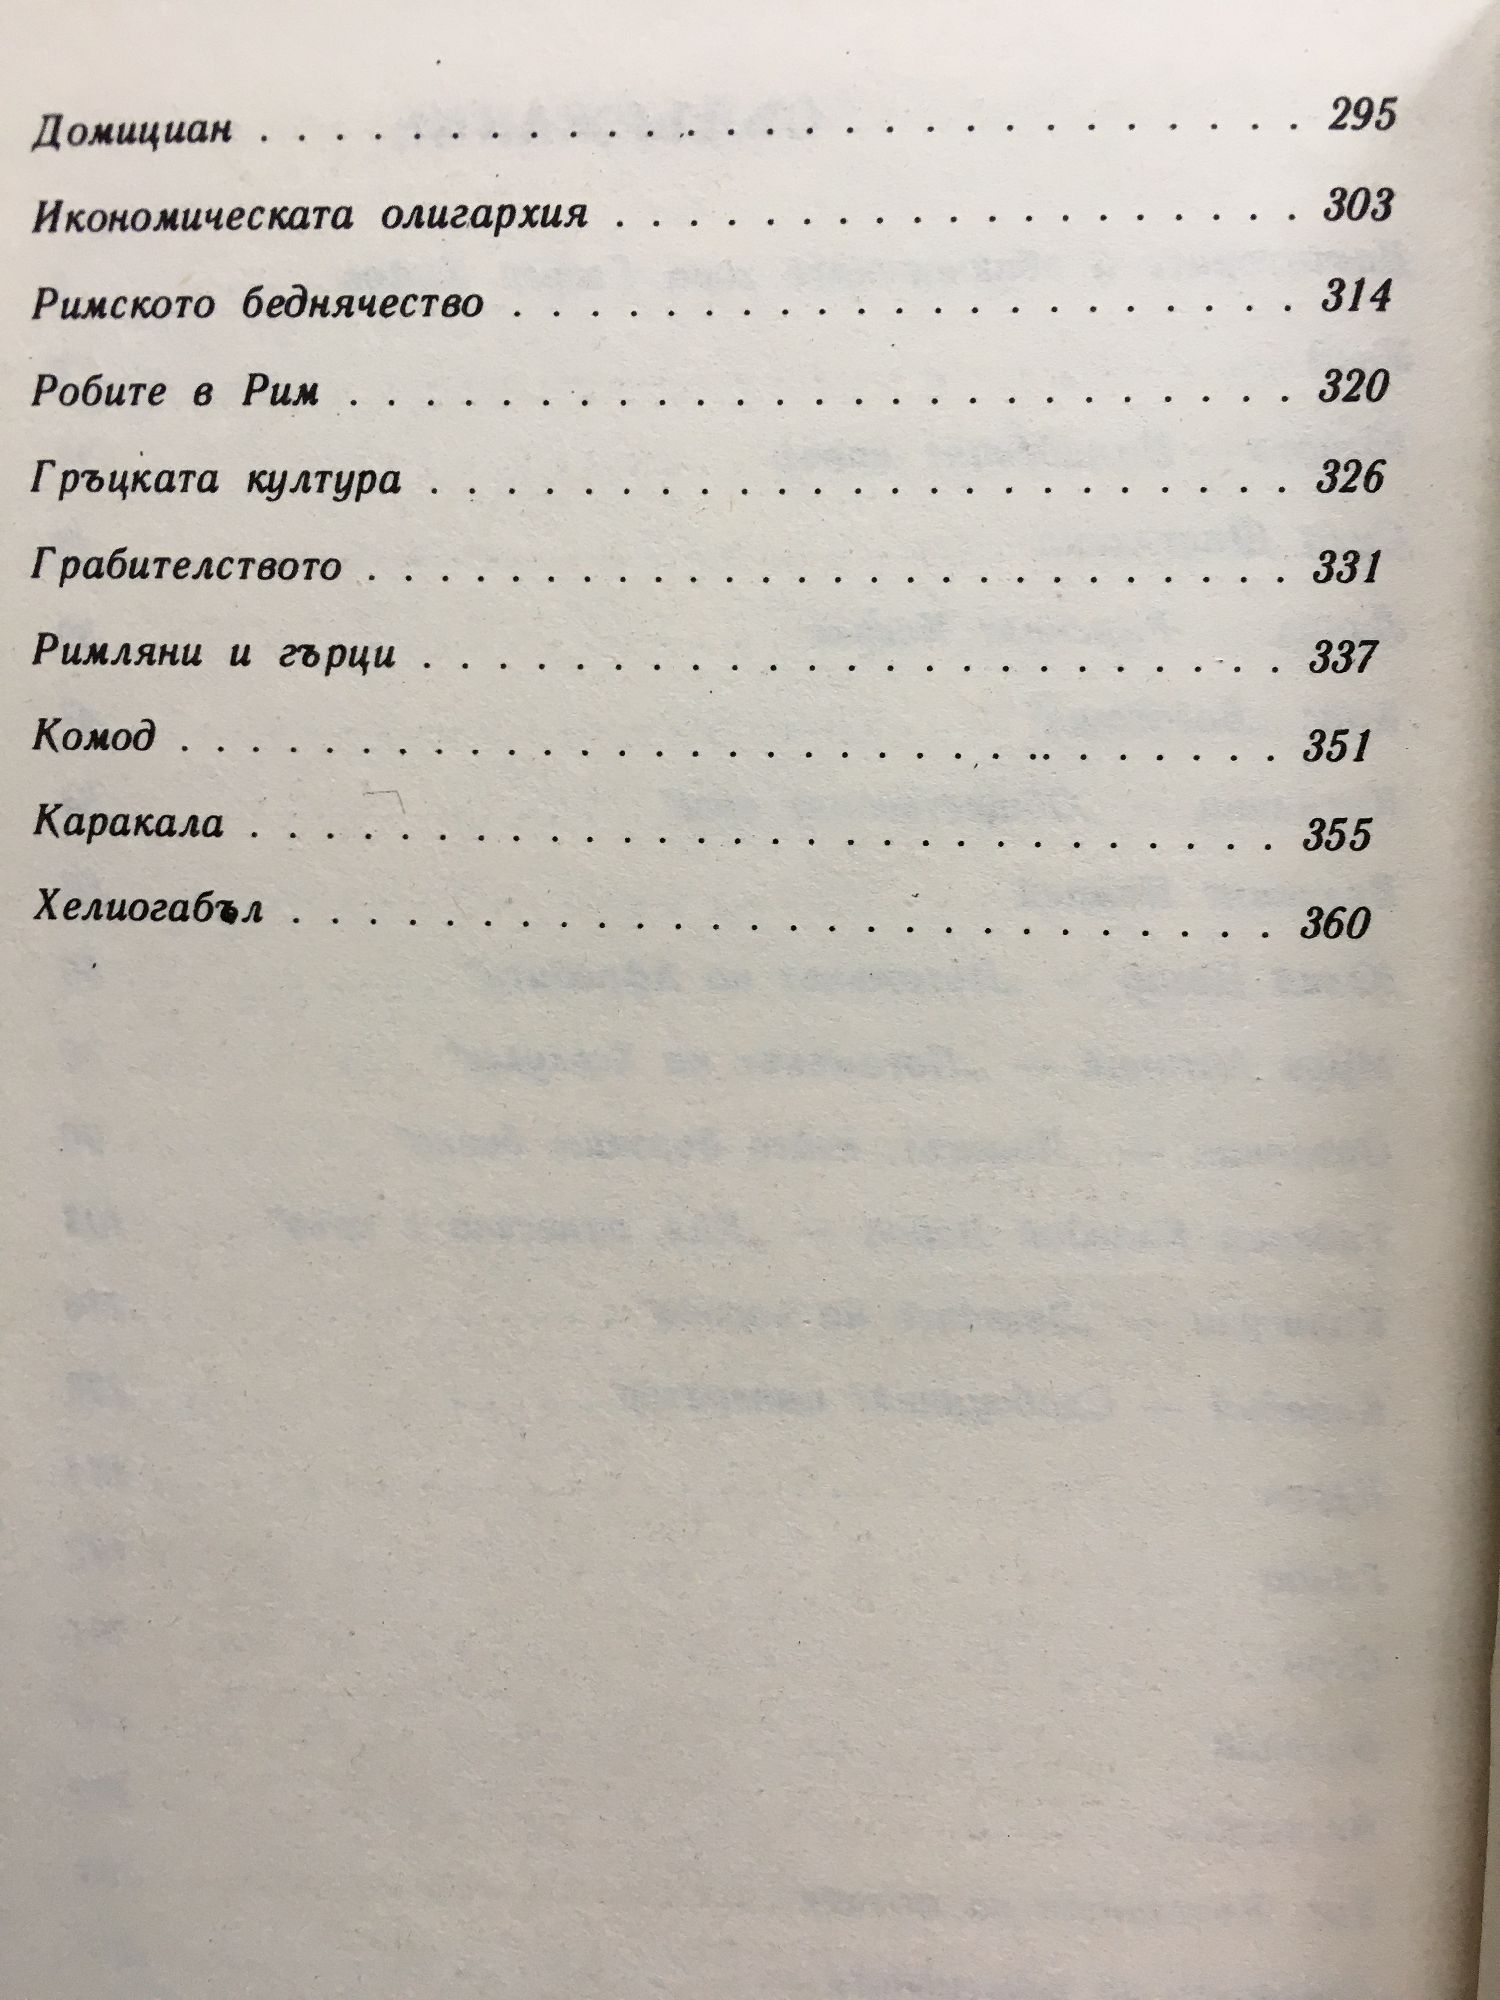 Домициан . . . . . . . . . . . . . . . . . . . . . . . . . . . . 295
Икономическата олигархия . . . . . . . . . . . . . . . . . . . 303
Римското беднячество . . . . . . . . . . . . . . . . . . . . . 314
Робите в Рим . . . . . . . . . . . . . . . . . . . . . . . . . 320
Гръцката култура . . . . . . . . . . . . . . . . . . . . . . . 326
Грабителството . . . . . . . . . . . . . . . . . . . . . . . . . 331
Римляни и гърци . . . . . . . . . . . . . . . . . . . . . . . 337
Комод . . . . . . . . . . . . . . . . . . . . . . . .. . . . . . . 351
Каракала . . . . . . . . . . . . . . . . . . . . . . . . . . . 355
Хелиогабъл . . . . . . . . . . . . . . . . . . . . . . . . . . 360